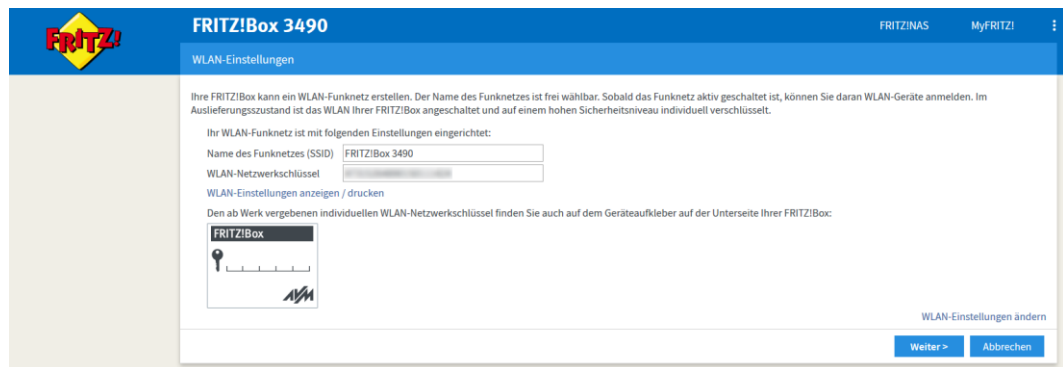 FRITZ!
FRITZ!Box 3490
FRITZ!NAS
MyFRITZ!
WLAN-Einstellungen
Ihre FRITZ!Box kann ein WLAN-Funknetz erstellen. Der Name des Funknetzes ist frei wählbar. Sobald das Funknetz aktiv geschaltet ist, können Sie daran WLAN-Geräte anmelden. Im
Auslieferungszustand ist das WLAN Ihrer FRITZ!Box angeschaltet und auf einem hohen Sicherheitsniveau individuell verschlüsselt.
Ihr WLAN-Funknetz ist mit folgenden Einstellungen eingerichtet:
Name des Funknetzes (SSID) FRITZ!Box 3490
WLAN-Netzwerkschlüssel
WLAN-Einstellungen anzeigen / drucken
Den ab Werk vergebenen individuellen WLAN-Netzwerkschlüssel finden Sie auch auf dem Geräteaufkleber auf der Unterseite Ihrer FRITZ!Box:
FRITZ!Box
AVM
WLAN-Einstellungen ändern
Weiter >
Abbrechen